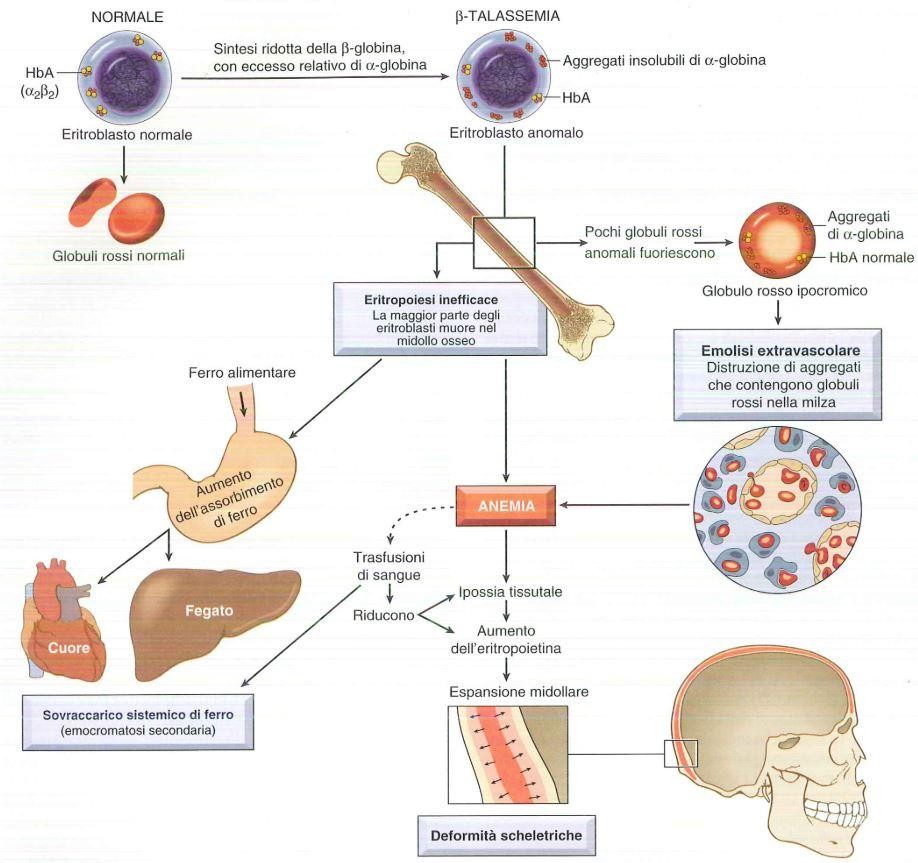 NORMALE
β-TALASSEMIA
Sintesi ridotta della β-globina,
con eccesso relativo di α-globina
HbA
(α₂β₂)
Aggregati insolubili di α-globina
HbA
Eritroblasto normale
Eritroblasto anomalo
Globuli rossi normali
Pochi globuli rossi
anomali fuoriescono
Aggregati
di α-globina
HbA normale
Globulo rosso ipocromico
Eritropoiesi inefficace
La maggior parte degli
eritroblasti muore nel
midollo osseo
Emolisi extravascolare
Distruzione di aggregati
che contengono globuli
rossi nella milza
Ferro alimentare
Aumento
dell'assorbimento
di ferro
ANEMIA
Trasfusioni
di sangue
Riducono
Ipossia tissutale
Aumento
dell'eritropoietina
Espansione midollare
Cuore
Fegato
Sovraccarico sistemico di ferro
(emocromatosi secondaria)
Deformità scheletriche